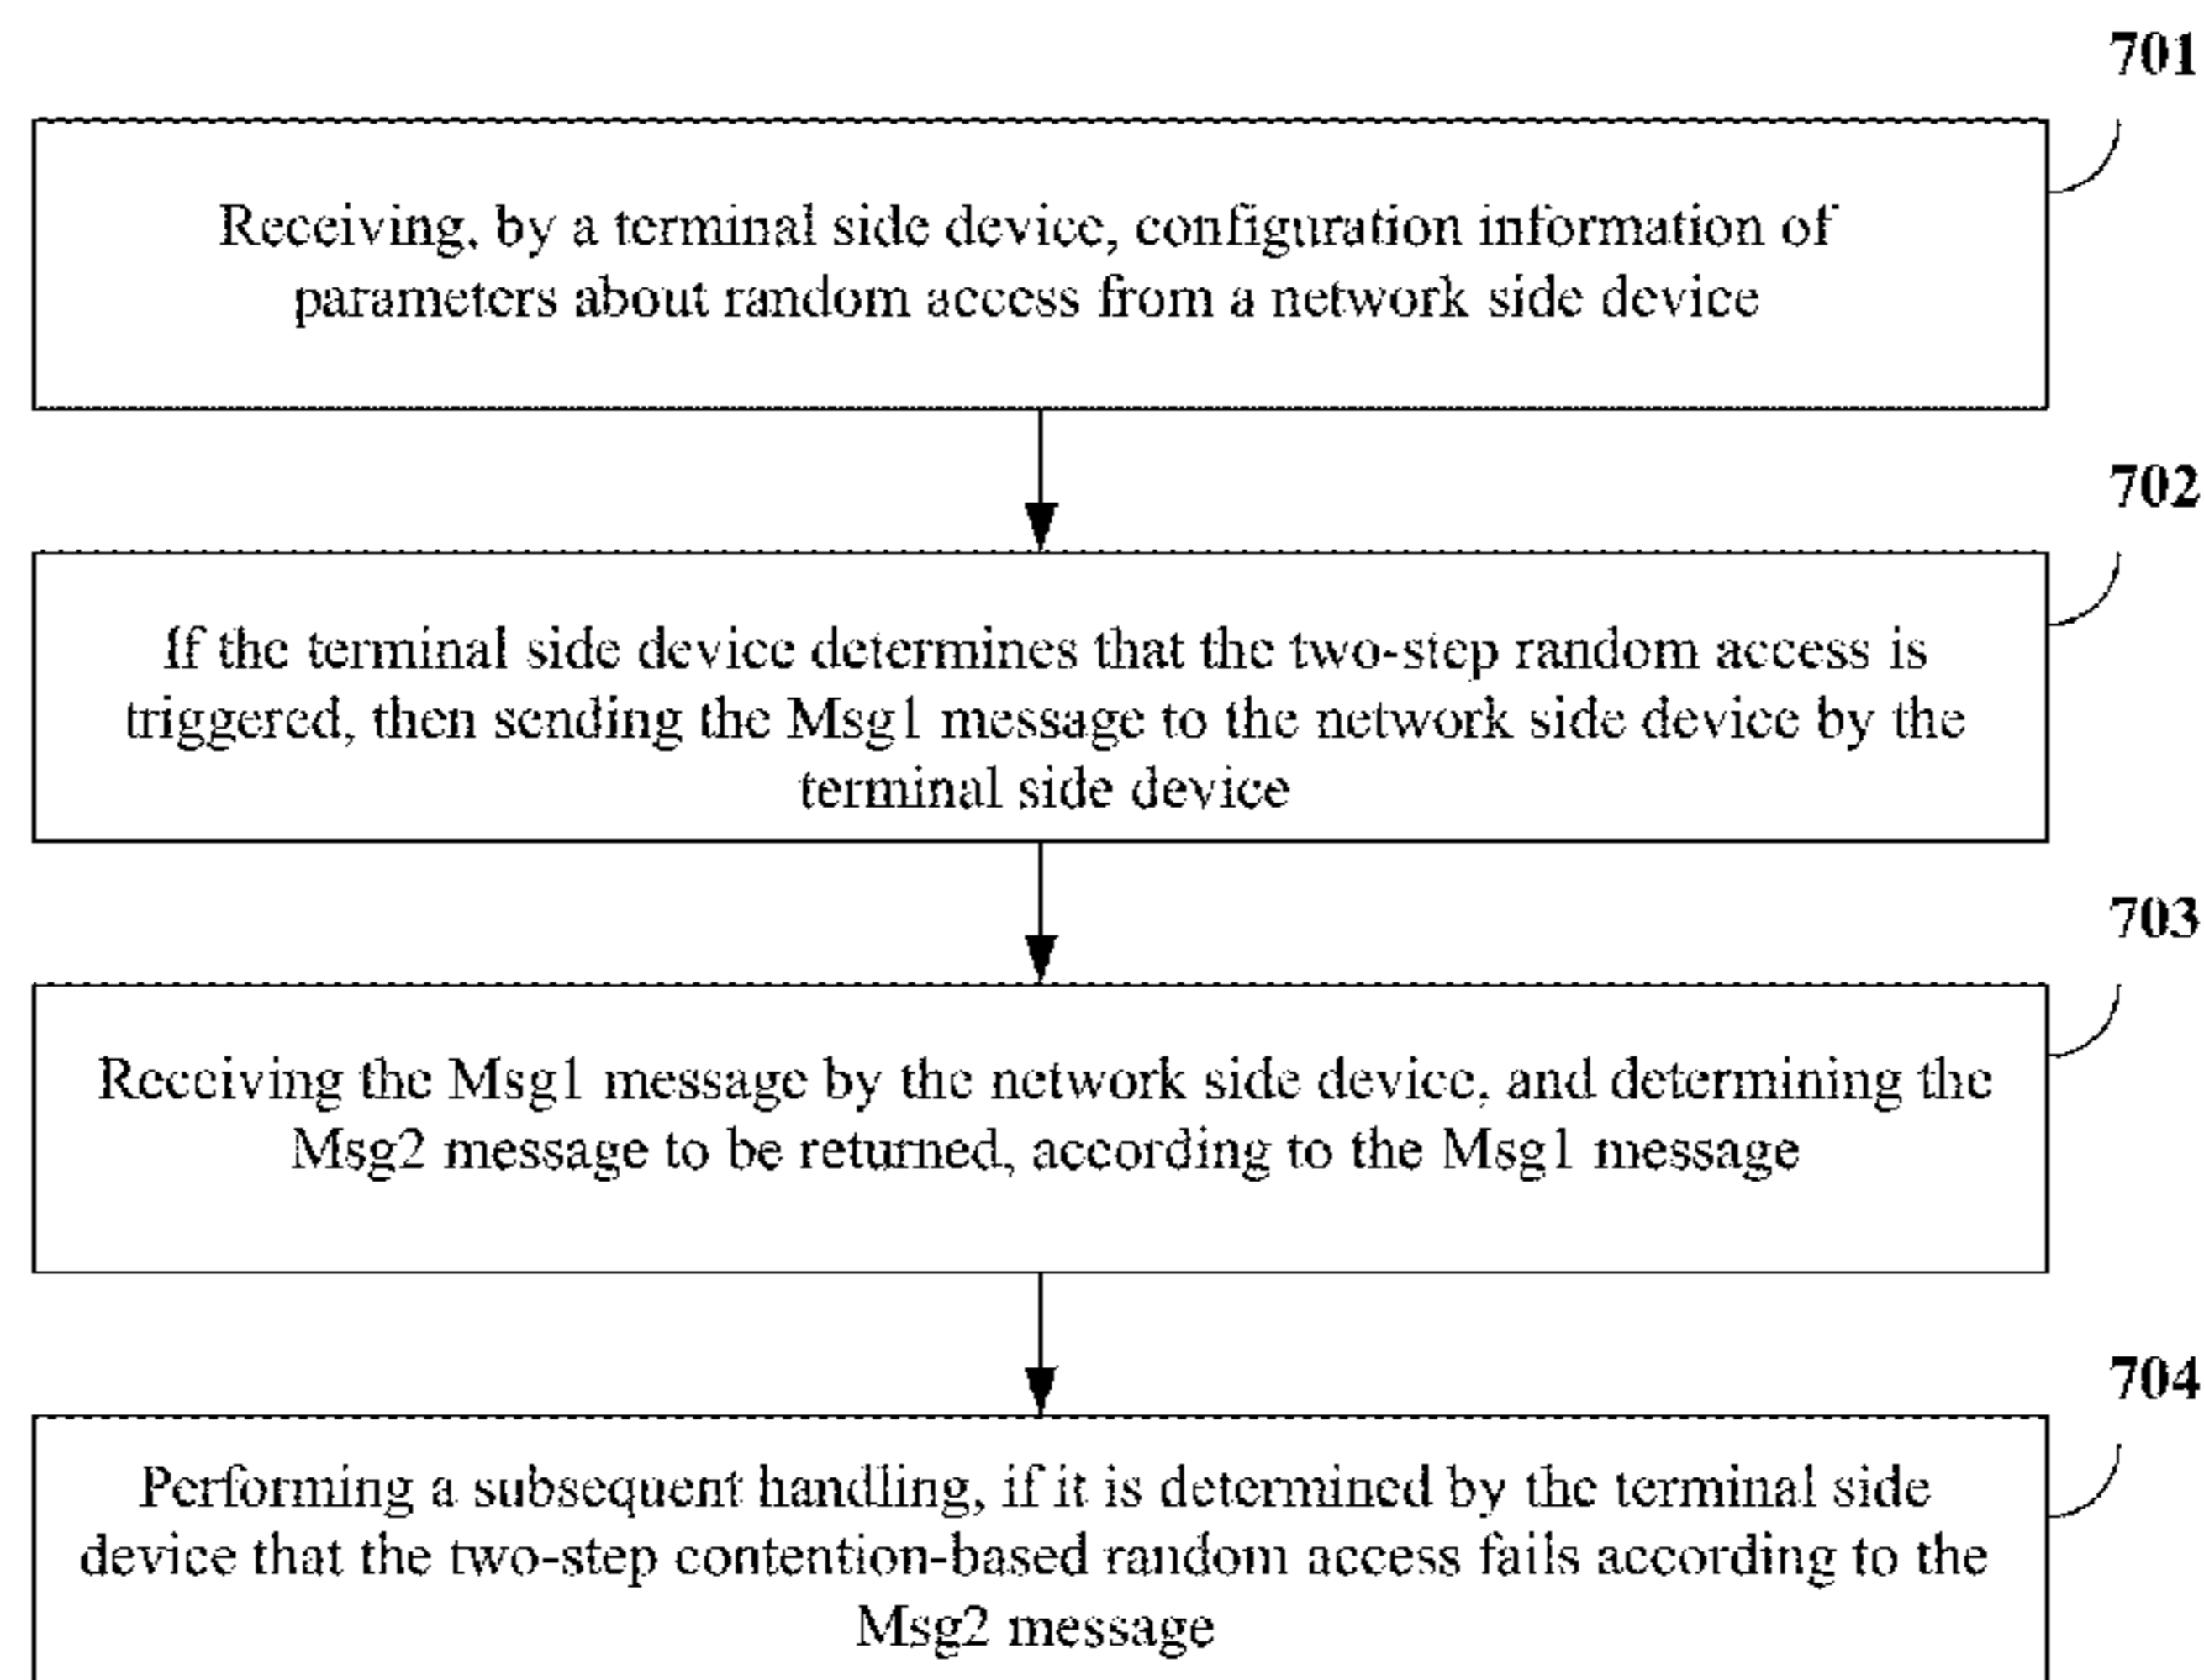 701
Receiving, by a terminal side device, configuration information of
parameters about random access from a network side device
702
If the terminal side device determines that the two-step random access is
triggered, then sending the Msg1 message to the network side device by the
terminal side device
703
Receiving the Msg1 message by the network side device, and determining the
Msg2 message to be returned, according to the Msg1 message
704
Performing a subsequent handling, if it is determined by the terminal side
device that the two-step contention-based random access fails according to the
Msg2 message